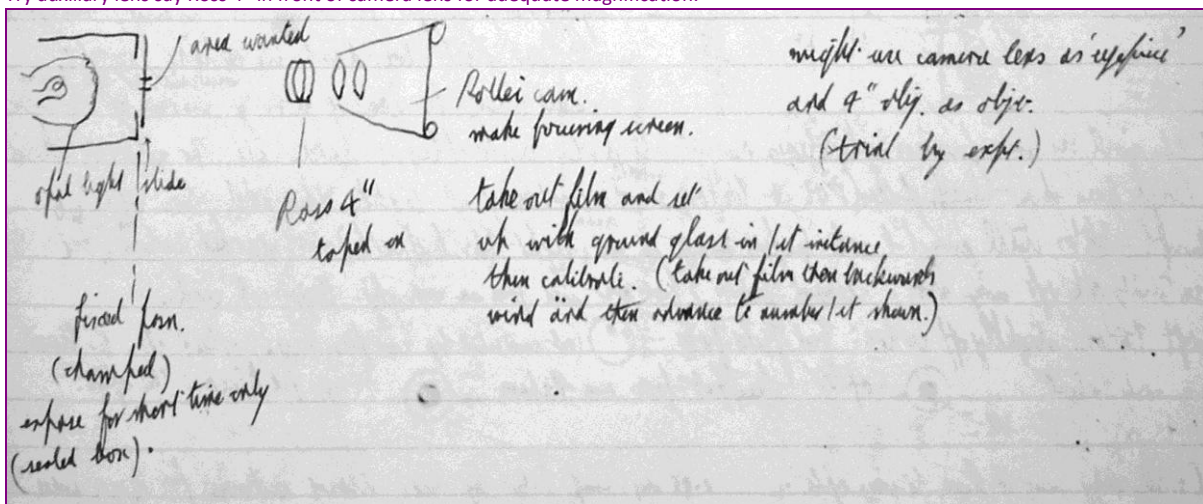 area wanted
opal light slide
Ross 4"
taped on
Rollei cam.
make focusing screen.
might use camera lens as 'eyepiece'
and 4" obj. as objve.
(trial by expt.)
take out film and set
up with ground glass in 1st instance
then calibrate. (take out film then backwards
wind and then advance to number 1st shown.)
fixed posn.
(clamped)
expose for short time only
(sealed box).